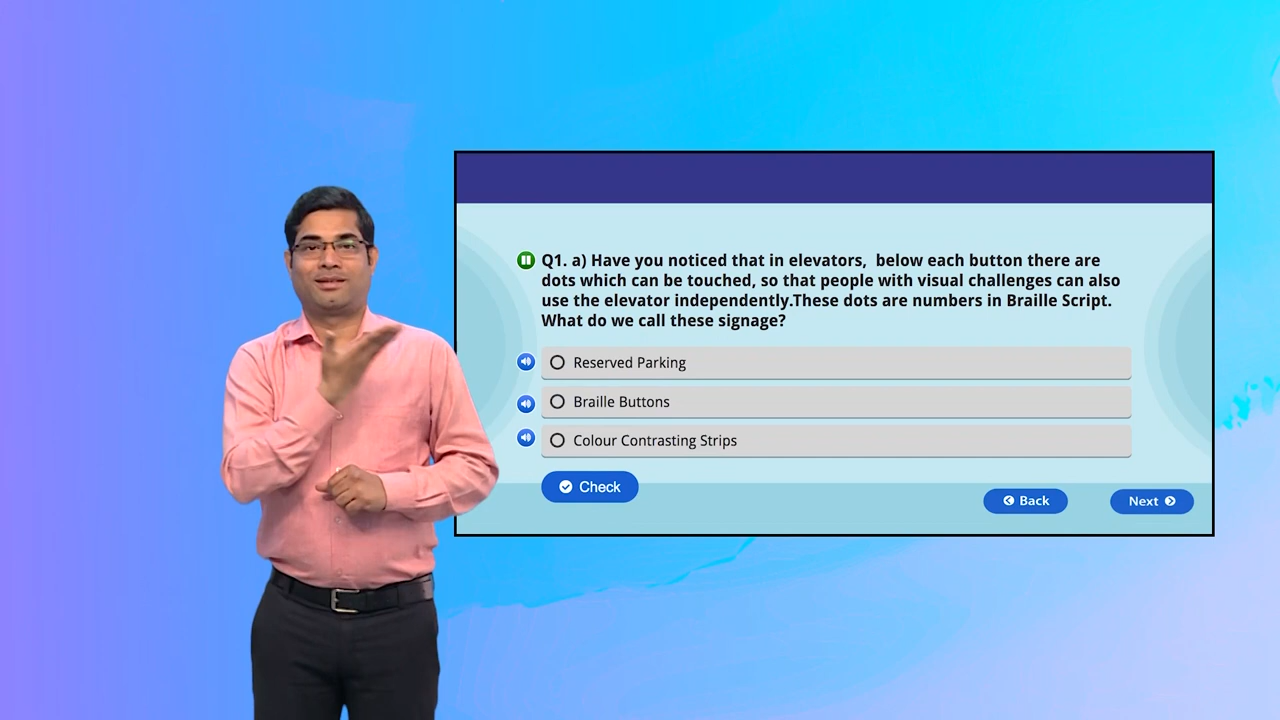 Q1. a) Have you noticed that in elevators,  below each button there are
dots which can be touched, so that people with visual challenges can also
use the elevator independently.These dots are numbers in Braille Script.
What do we call these signage?
Reserved Parking
Braille Buttons
Colour Contrasting Strips
Check
Back
Next